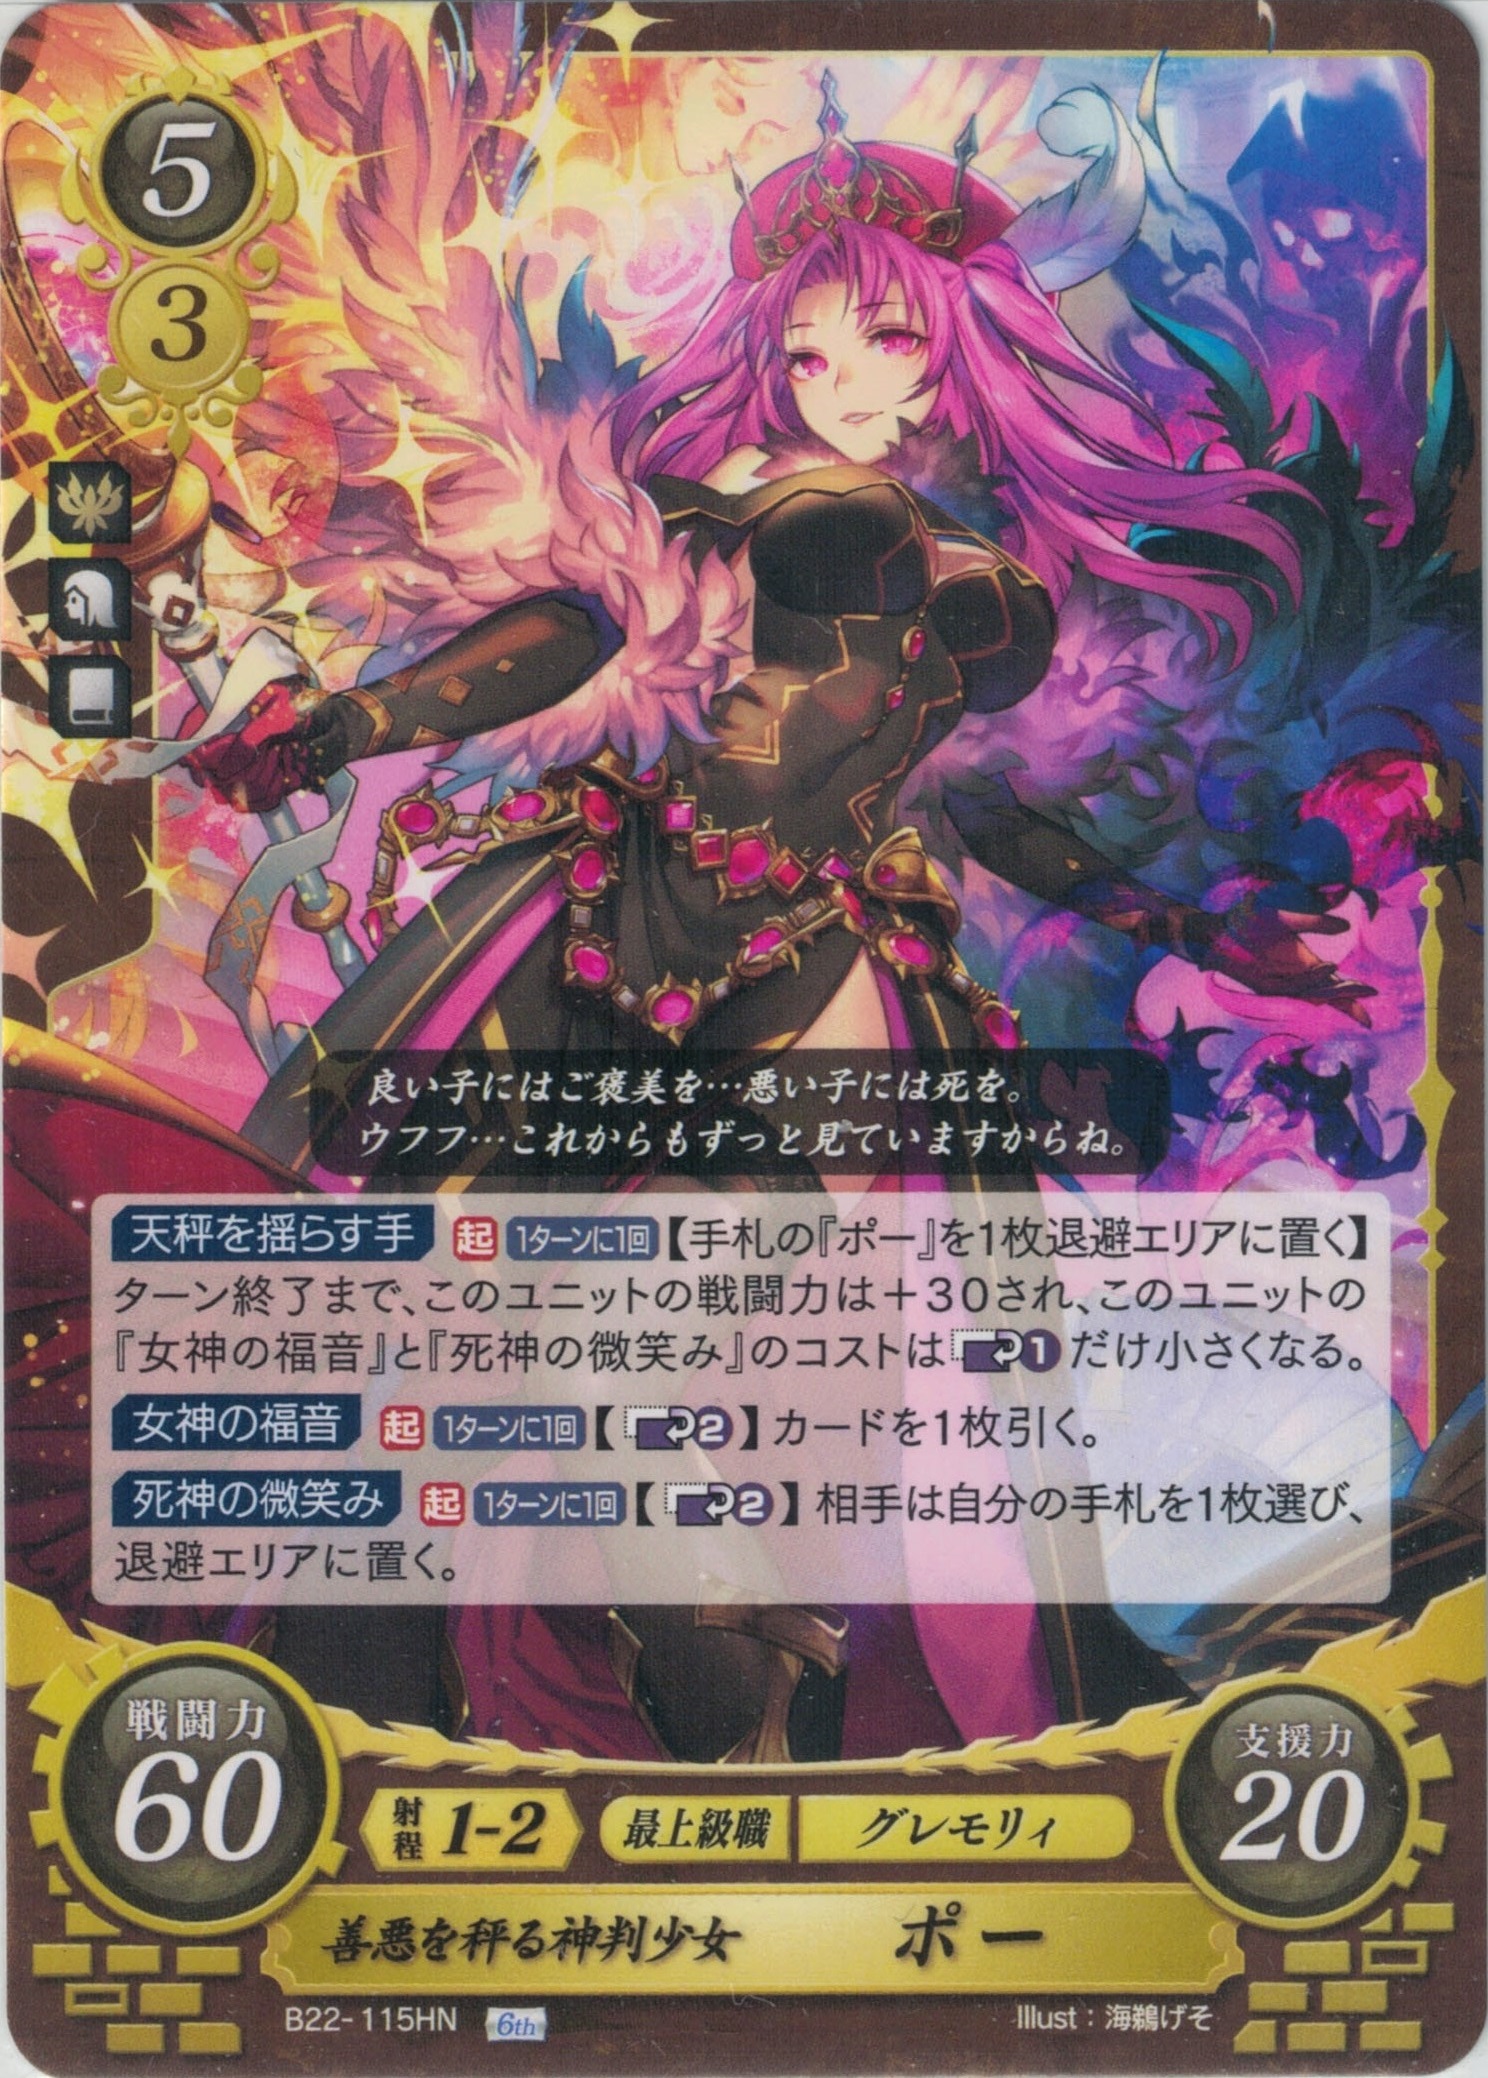 5
3
良い子にはご褒美を…悪い子には死を。
ウフフ…これからもずっと見ていますからね。
天秤を揺らす手 起 1ターンに1回【手札の『ポー』を1枚退避エリアに置く】
ターン終了まで、このユニットの戦闘力は＋30され、このユニットの
『女神の福音』と『死神の微笑み』のコストは1だけ小さくなる。
女神の福音 起 1ターンに1回【2】カードを1枚引く。
死神の微笑み 起 1ターンに1回【2】相手は自分の手札を1枚選び、
退避エリアに置く。
戦闘力
60
射程 1-2
最上級職 グレモリィ
支援力
20
善悪を秤る神判少女 ポー
B22-115HN 6th
Illust：海鵜げそ